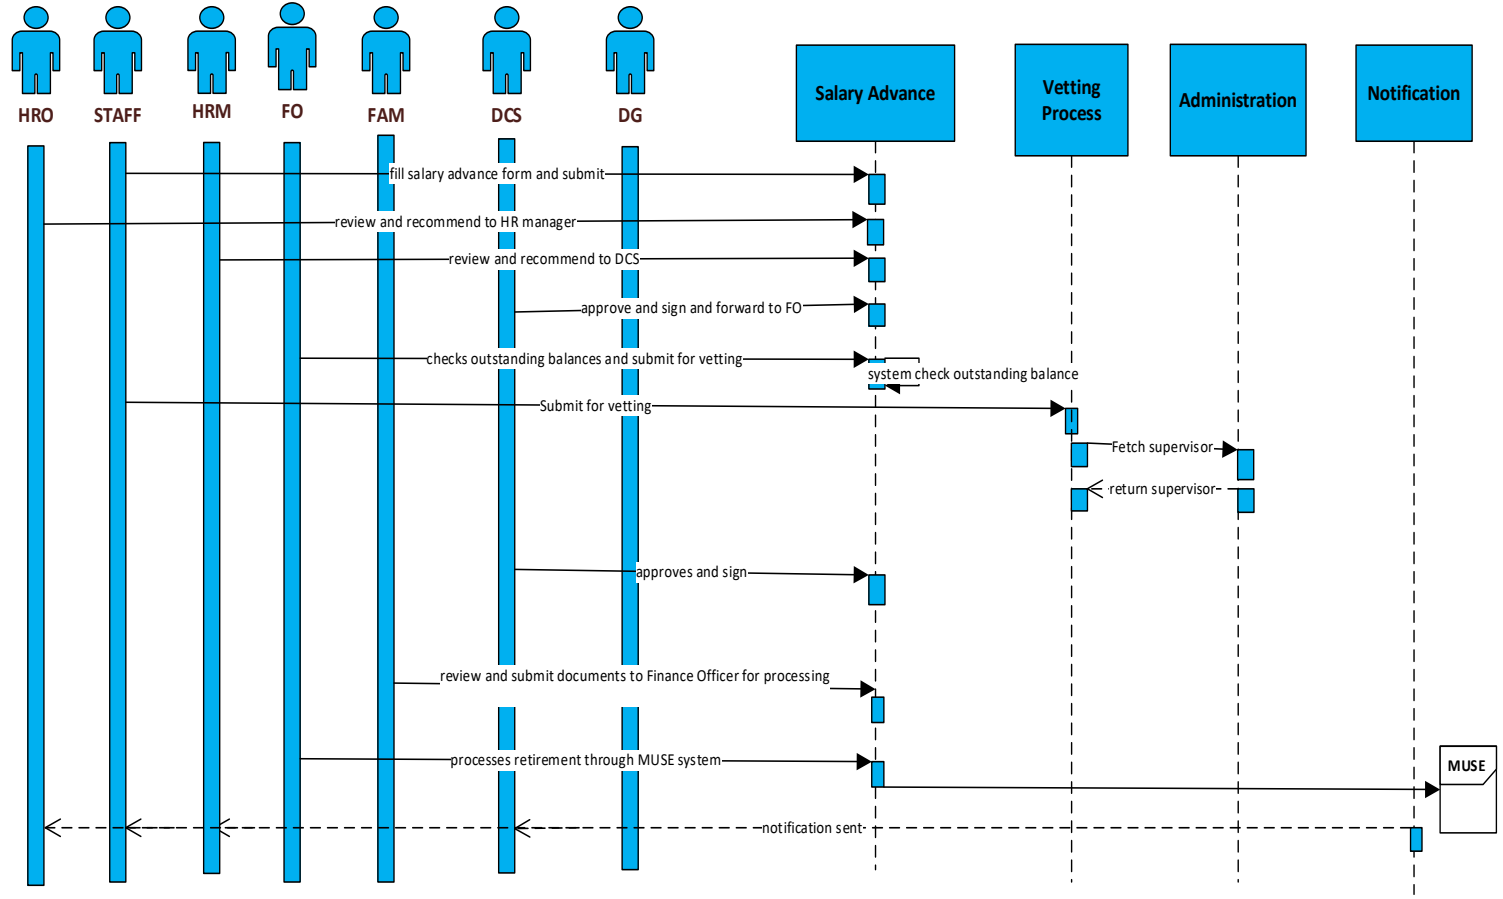 HRO
STAFF
HRM
FO
FAM
DCS
DG
Salary Advance
Vetting
Process
Administration
Notification
fill salary advance form and submit
review and recommend to HR manager
review and recommend to DCS
approve and sign and forward to FO
checks outstanding balances and submit for vetting
system check outstanding balance
Submit for vetting
Fetch supervisor
return supervisor
approves and sign
review and submit documents to Finance Officer for processing
processes retirement through MUSE system
MUSE
notification sent